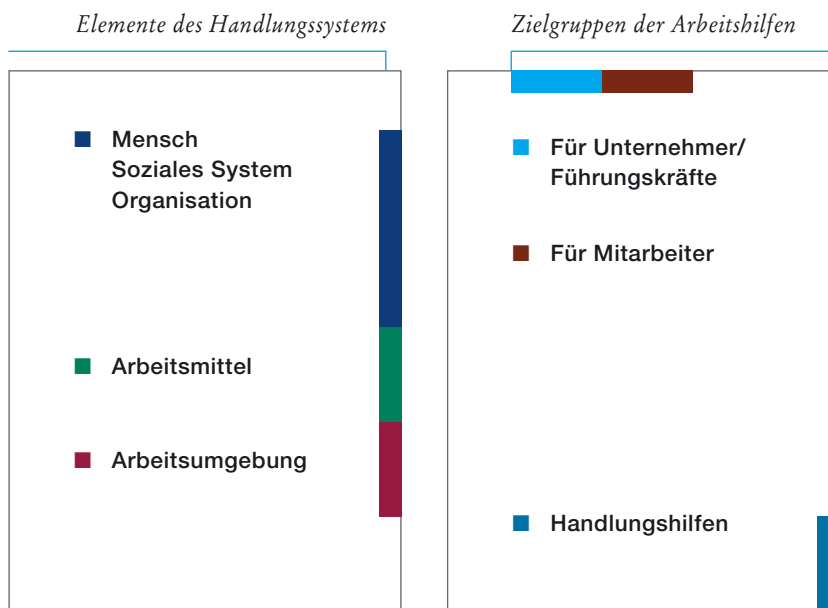 Elemente des Handlungssystems
Mensch
Soziales System
Organisation
Arbeitsmittel
Arbeitsumgebung
Zielgruppen der Arbeitshilfen
Für Unternehmer/
Führungskräfte
Für Mitarbeiter
Handlungshilfen